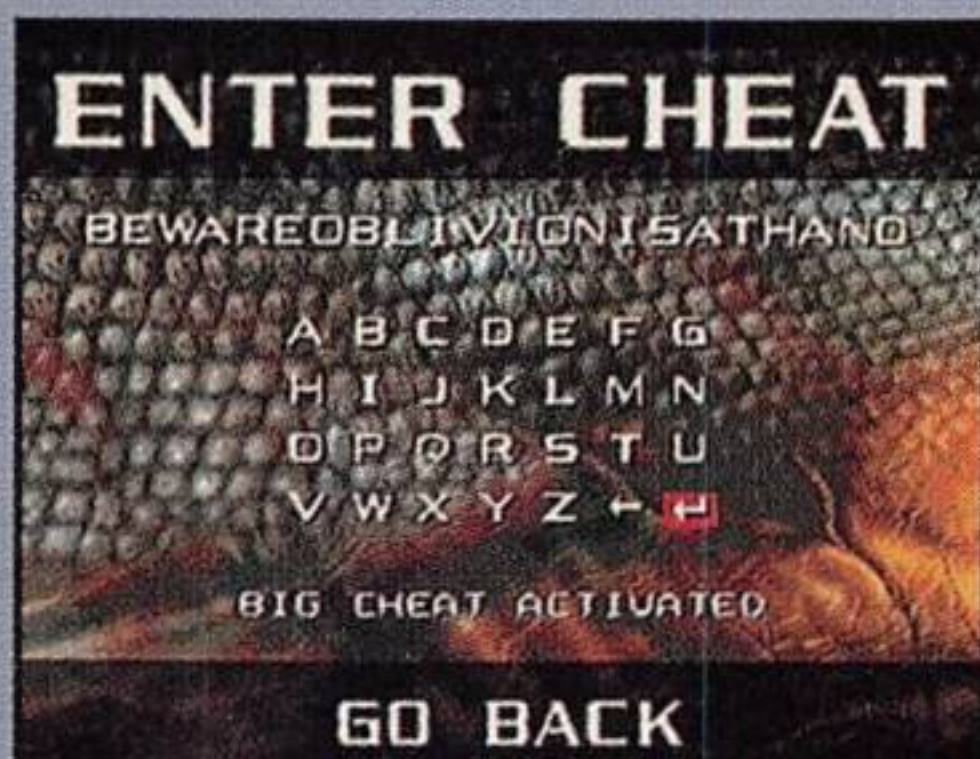 ENTER CHEAT
BEWAREOBLIVIONISATHAND
A B C D E F G
H I J K L M N
O P Q R S T U
V W X Y Z ← ↵
BIG CHEAT ACTIVATED
GO BACK